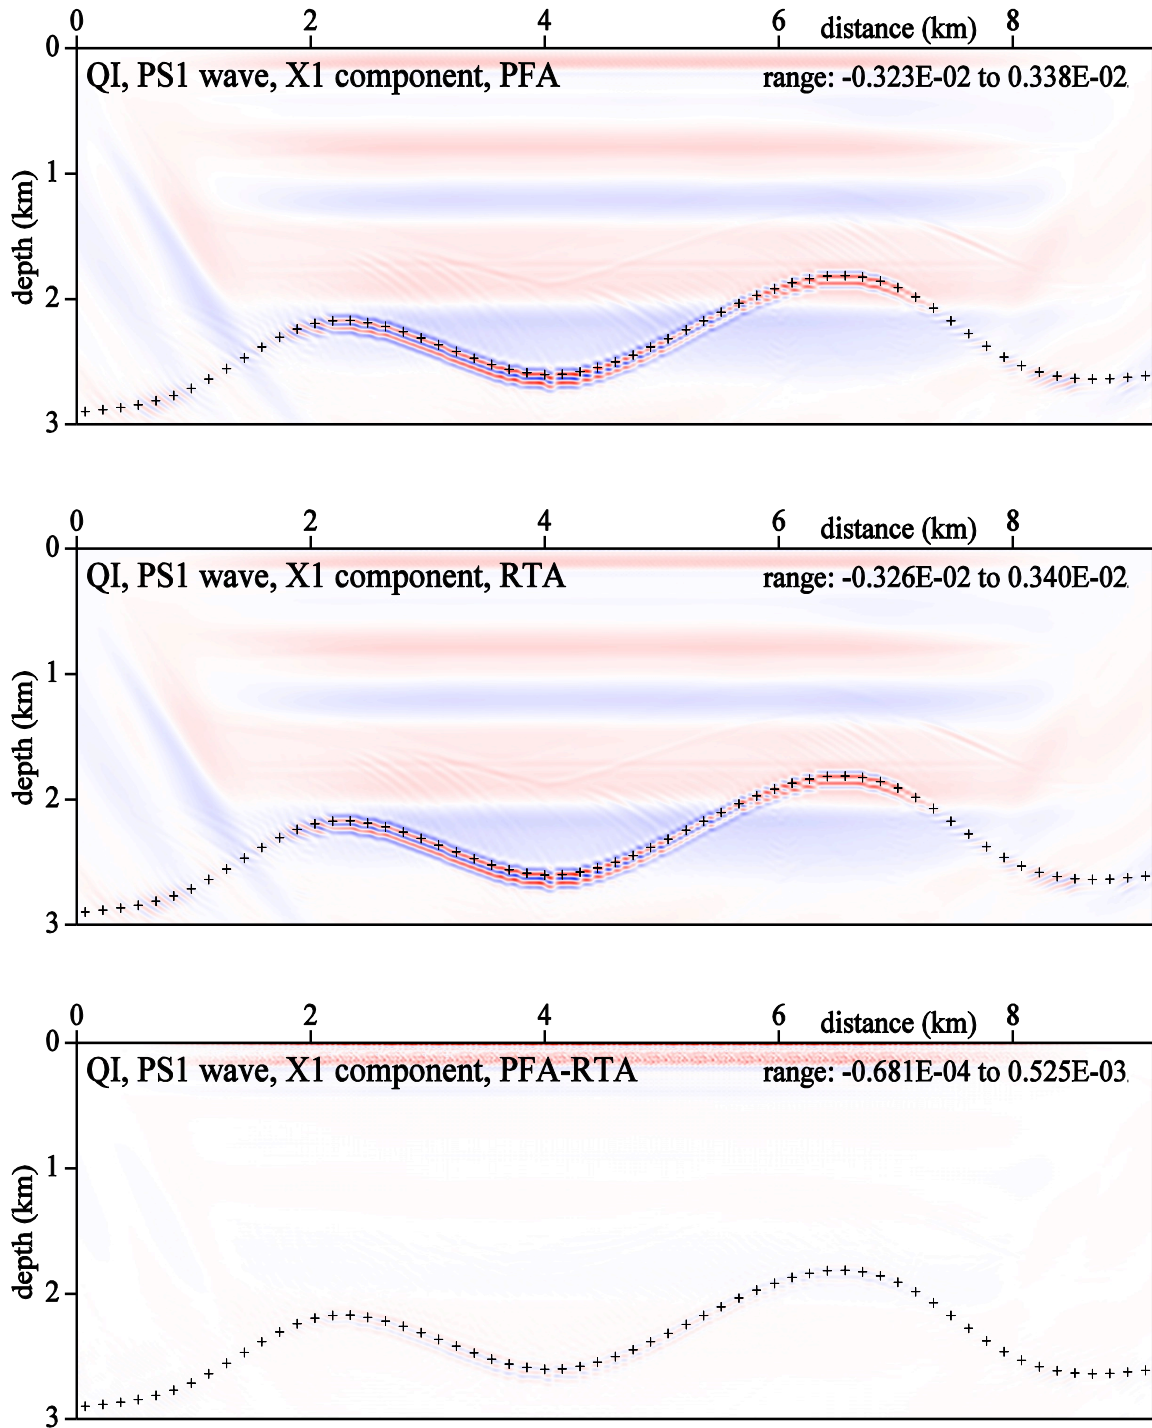 0 2 4 6 distance (km) 8
0
QI, PS1 wave, X1 component, PFA range: -0.323E-02 to 0.338E-02.
1
depth (km)
2
3
0 2 4 6 distance (km) 8
0
QI, PS1 wave, X1 component, RTA range: -0.326E-02 to 0.340E-02.
1
depth (km)
2
3
0 2 4 6 distance (km) 8
0
QI, PS1 wave, X1 component, PFA-RTA range: -0.681E-04 to 0.525E-03.
1
depth (km)
2
3